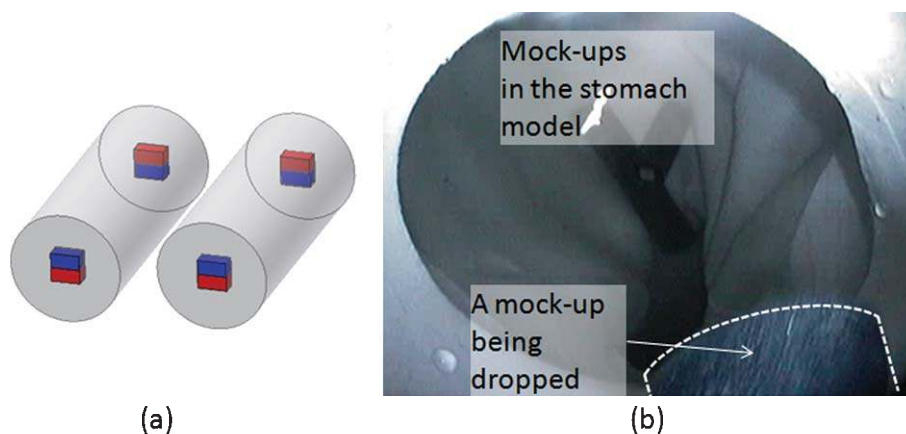 Mock-ups
in the stomach
model
A mock-up
being
dropped
(a)
(b)